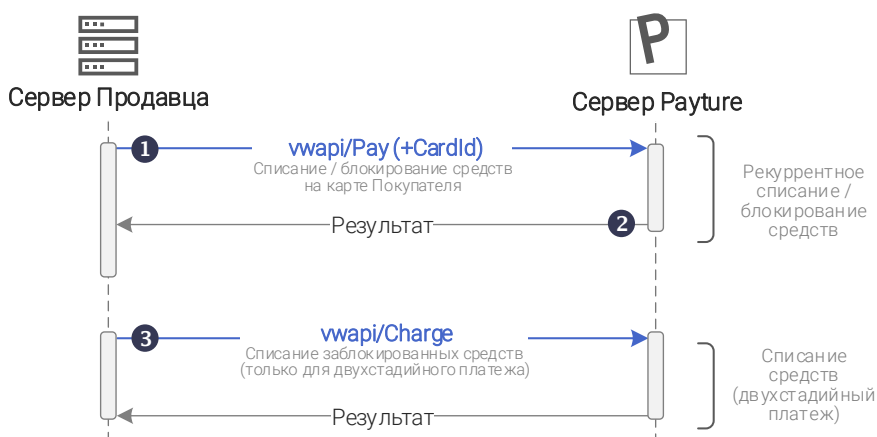 P
Сервер Продавца
Сервер Payture
1
vwapi/Pay (+CardId)
Списание / блокирование средств
на карте Покупателя
Результат
2
Рекуррентное
списание /
блокирование
средств
3
vwapi/Charge
Списание заблокированных средств
(только для двухстадийного платежа)
Результат
Списание
средств
(двухстадийный
платеж)